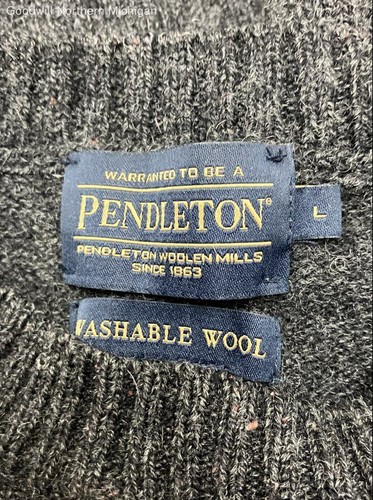 Goodwill Northern Michigan
WARRANTED TO BE A
PENDLETON®
PENDLETON WOOLEN MILLS
SINCE 1863
L
WASHABLE WOOL